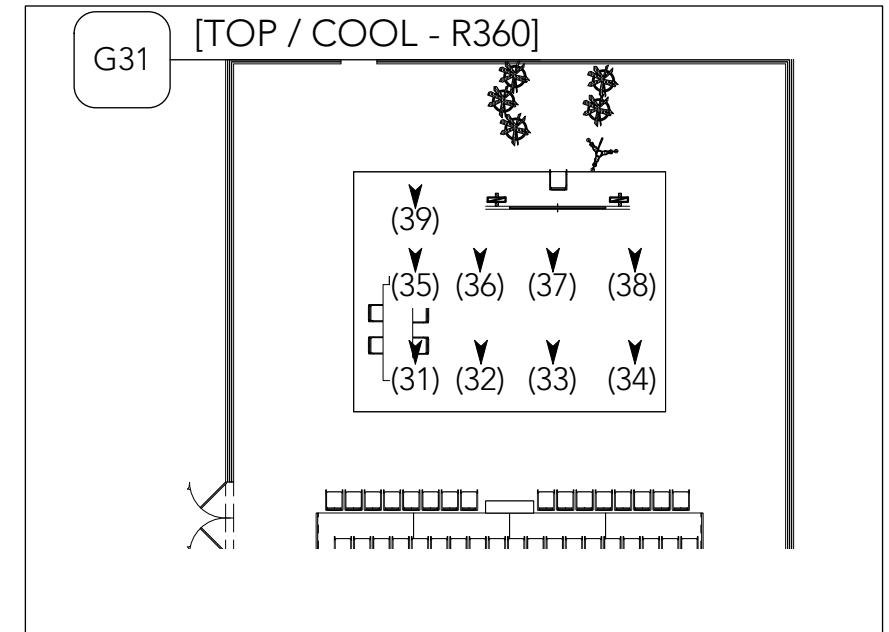 G31
[TOP / COOL - R360]
(39)
(35) (36) (37) (38)
(31) (32) (33) (34)